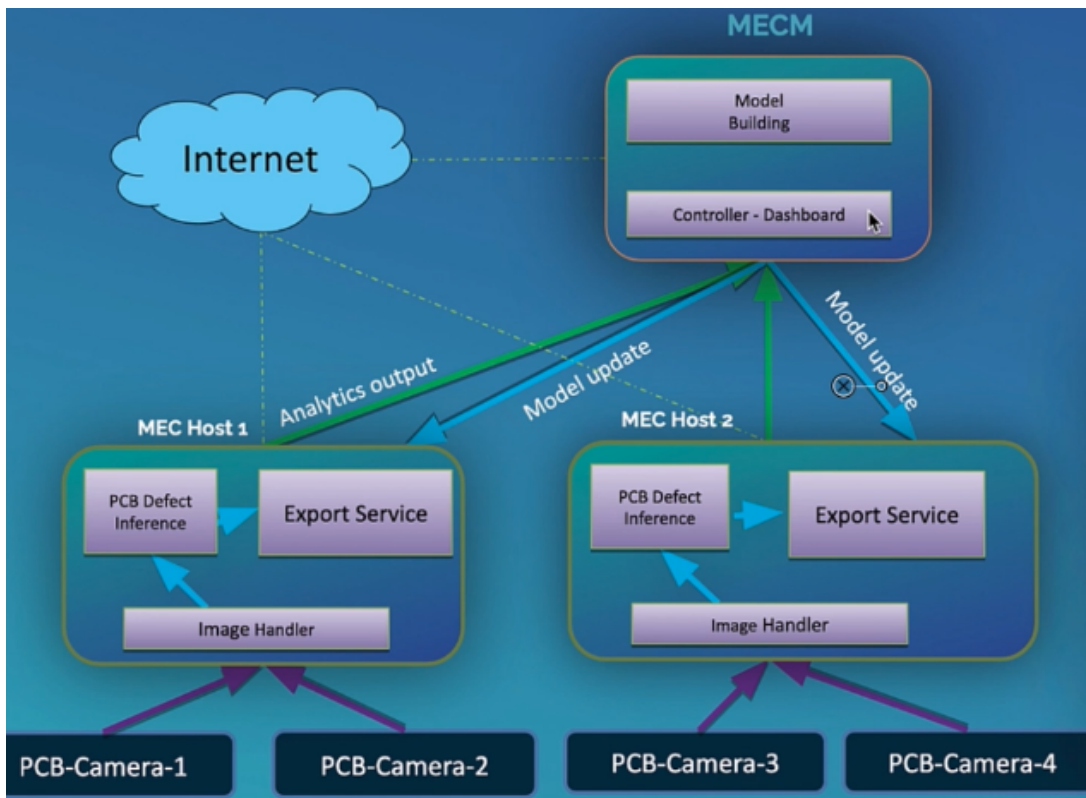 MECM
Model
Building
Internet
Controller - Dashboard
Analytics output
Model update
Model update
MEC Host 1
MEC Host 2
PCB Defect
Inference
Export Service
PCB Defect
Inference
Export Service
Image Handler
Image Handler
PCB-Camera-1
PCB-Camera-2
PCB-Camera-3
PCB-Camera-4